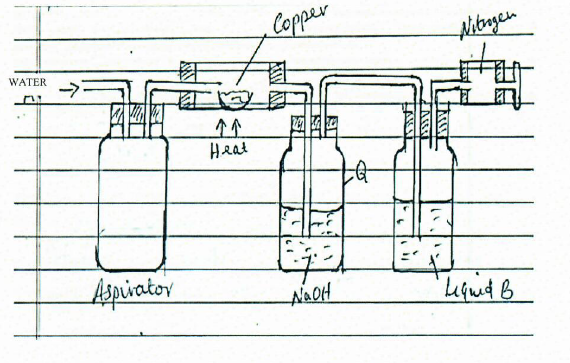 Copper
Nitrogen
WATER
Heat
Q
Aspirator
NaOH
Liquid B